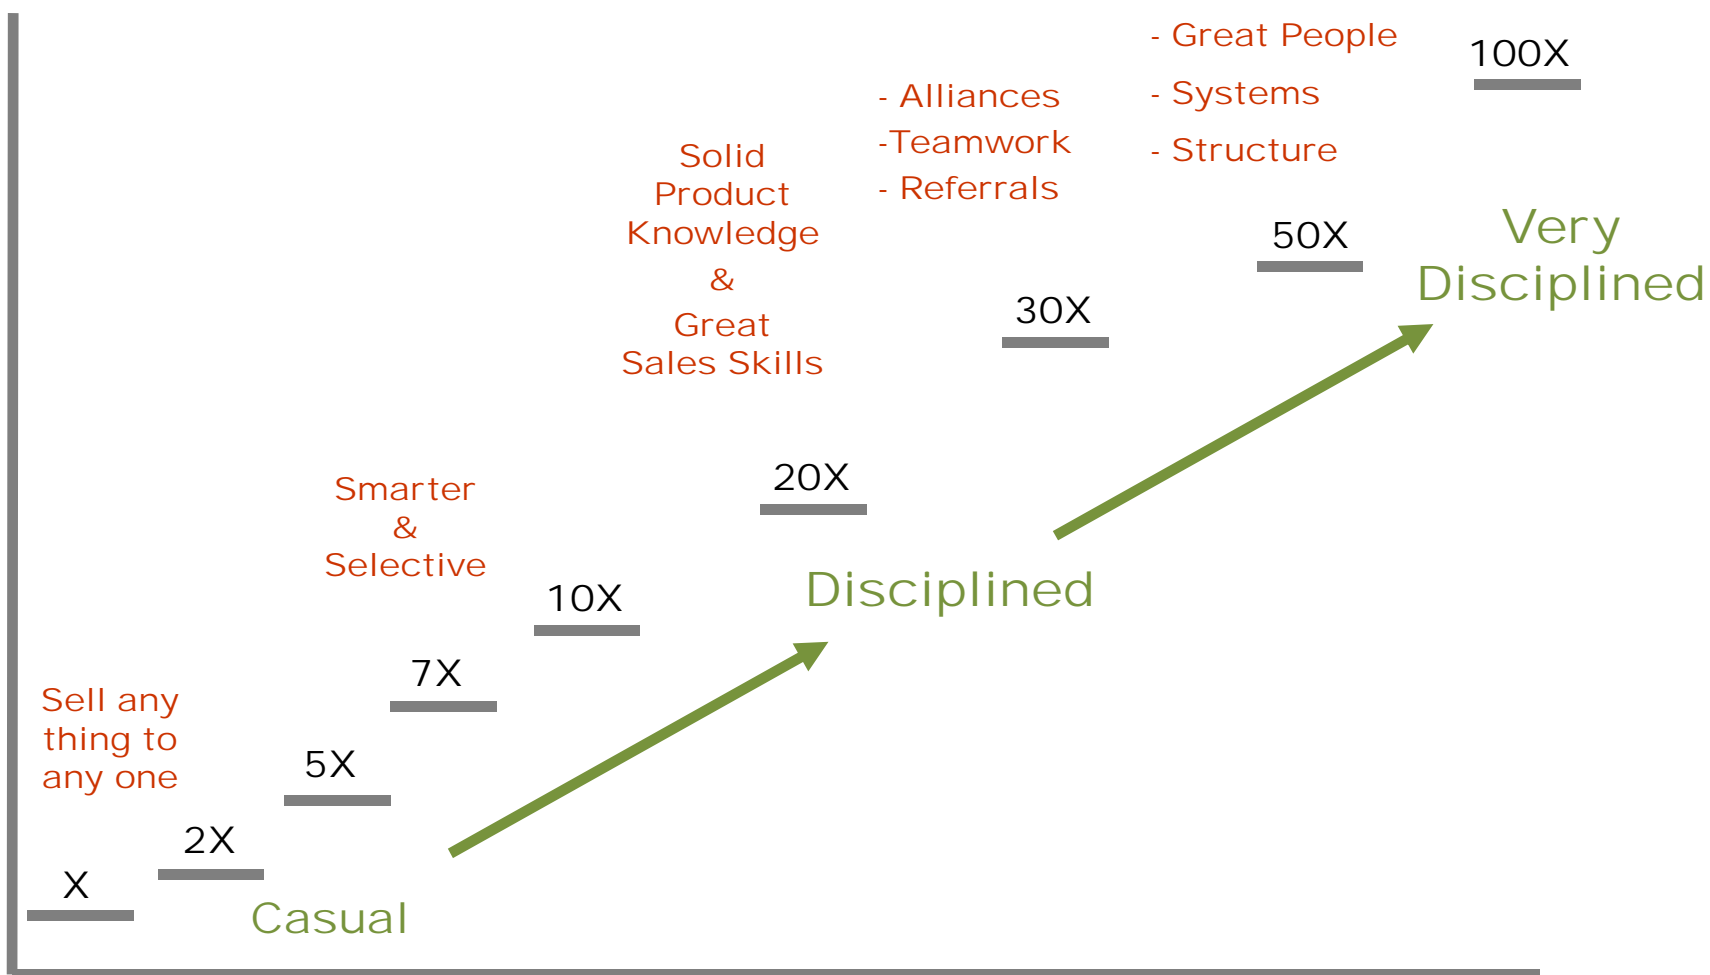 - Great People
- Systems
- Structure
100X
- Alliances
-Teamwork
- Referrals
Solid
Product
Knowledge
&
Great
Sales Skills
50X
Very
Disciplined
30X
Smarter
&
Selective
20X
Disciplined
10X
7X
Sell any
thing to
any one
5X
2X
X
Casual